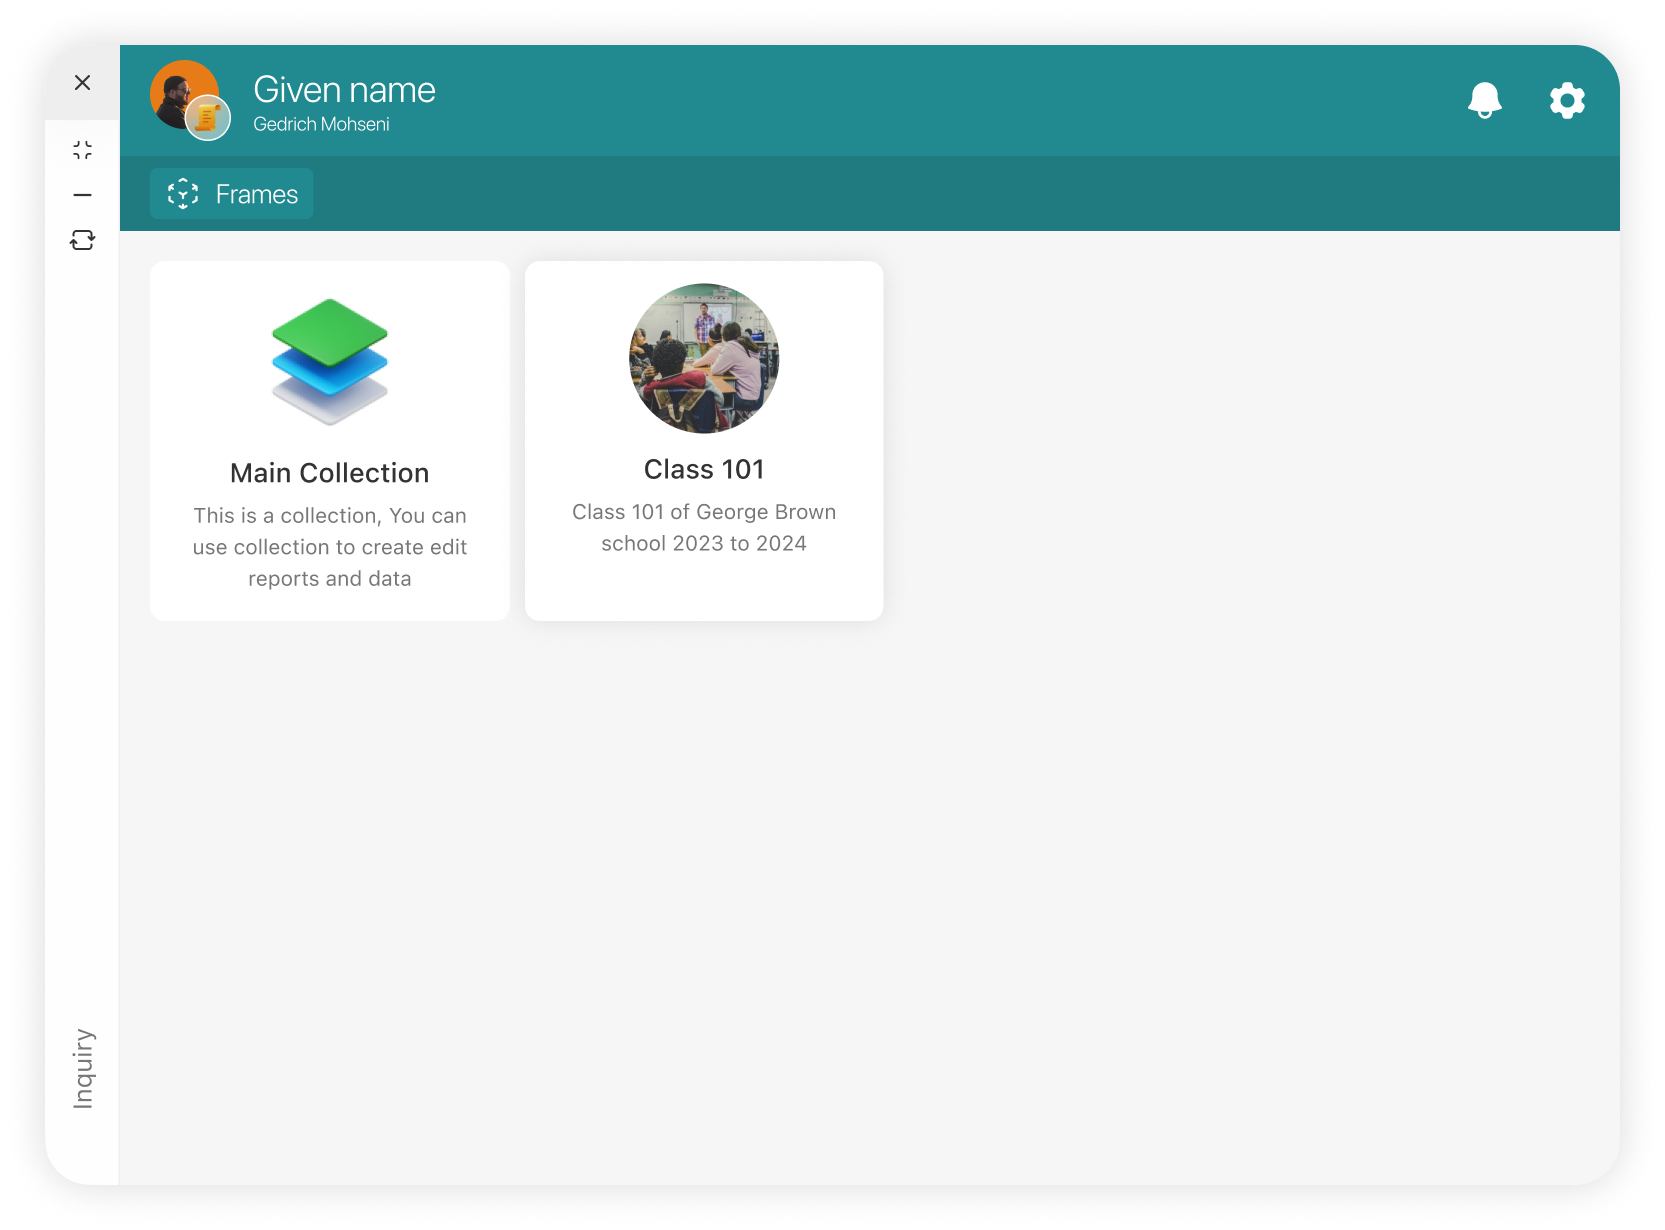 Given name
Gedrich Mohseni
Frames
Main Collection
This is a collection, You can
use collection to create edit
reports and data
Class 101
Class 101 of George Brown
school 2023 to 2024
Inquiry